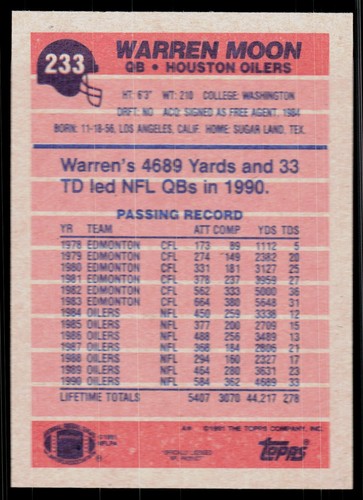 233
WARREN MOON
QB • HOUSTON OILERS
HT: 6'3" WT: 210 COLLEGE: WASHINGTON
DRFT: NO ACQ: SIGNED AS FREE AGENT, 1984
BORN: 11-18-56, LOS ANGELES, CALIF. HOME: SUGAR LAND, TEX.
Warren's 4689 Yards and 33
TD led NFL QBs in 1990.
PASSING RECORD
YR TEAM ATT COMP YDS TDS
1978 EDMONTON CFL 173 89 1112 5
1979 EDMONTON CFL 274 149 2382 20
1980 EDMONTON CFL 331 181 3127 25
1981 EDMONTON CFL 378 237 3959 27
1982 EDMONTON CFL 562 333 5000 36
1983 EDMONTON CFL 664 380 5648 31
1984 OILERS NFL 450 259 3338 12
1985 OILERS NFL 377 200 2709 15
1986 OILERS NFL 488 256 3489 13
1987 OILERS NFL 368 184 2806 21
1988 OILERS NFL 294 160 2327 17
1989 OILERS NFL 464 280 3631 23
1990 OILERS NFL 584 362 4689 33
LIFETIME TOTALS 5407 3070 44,217 278
©1991 THE TOPPS COMPANY, INC.
©1991
NFLPA
TOPPS